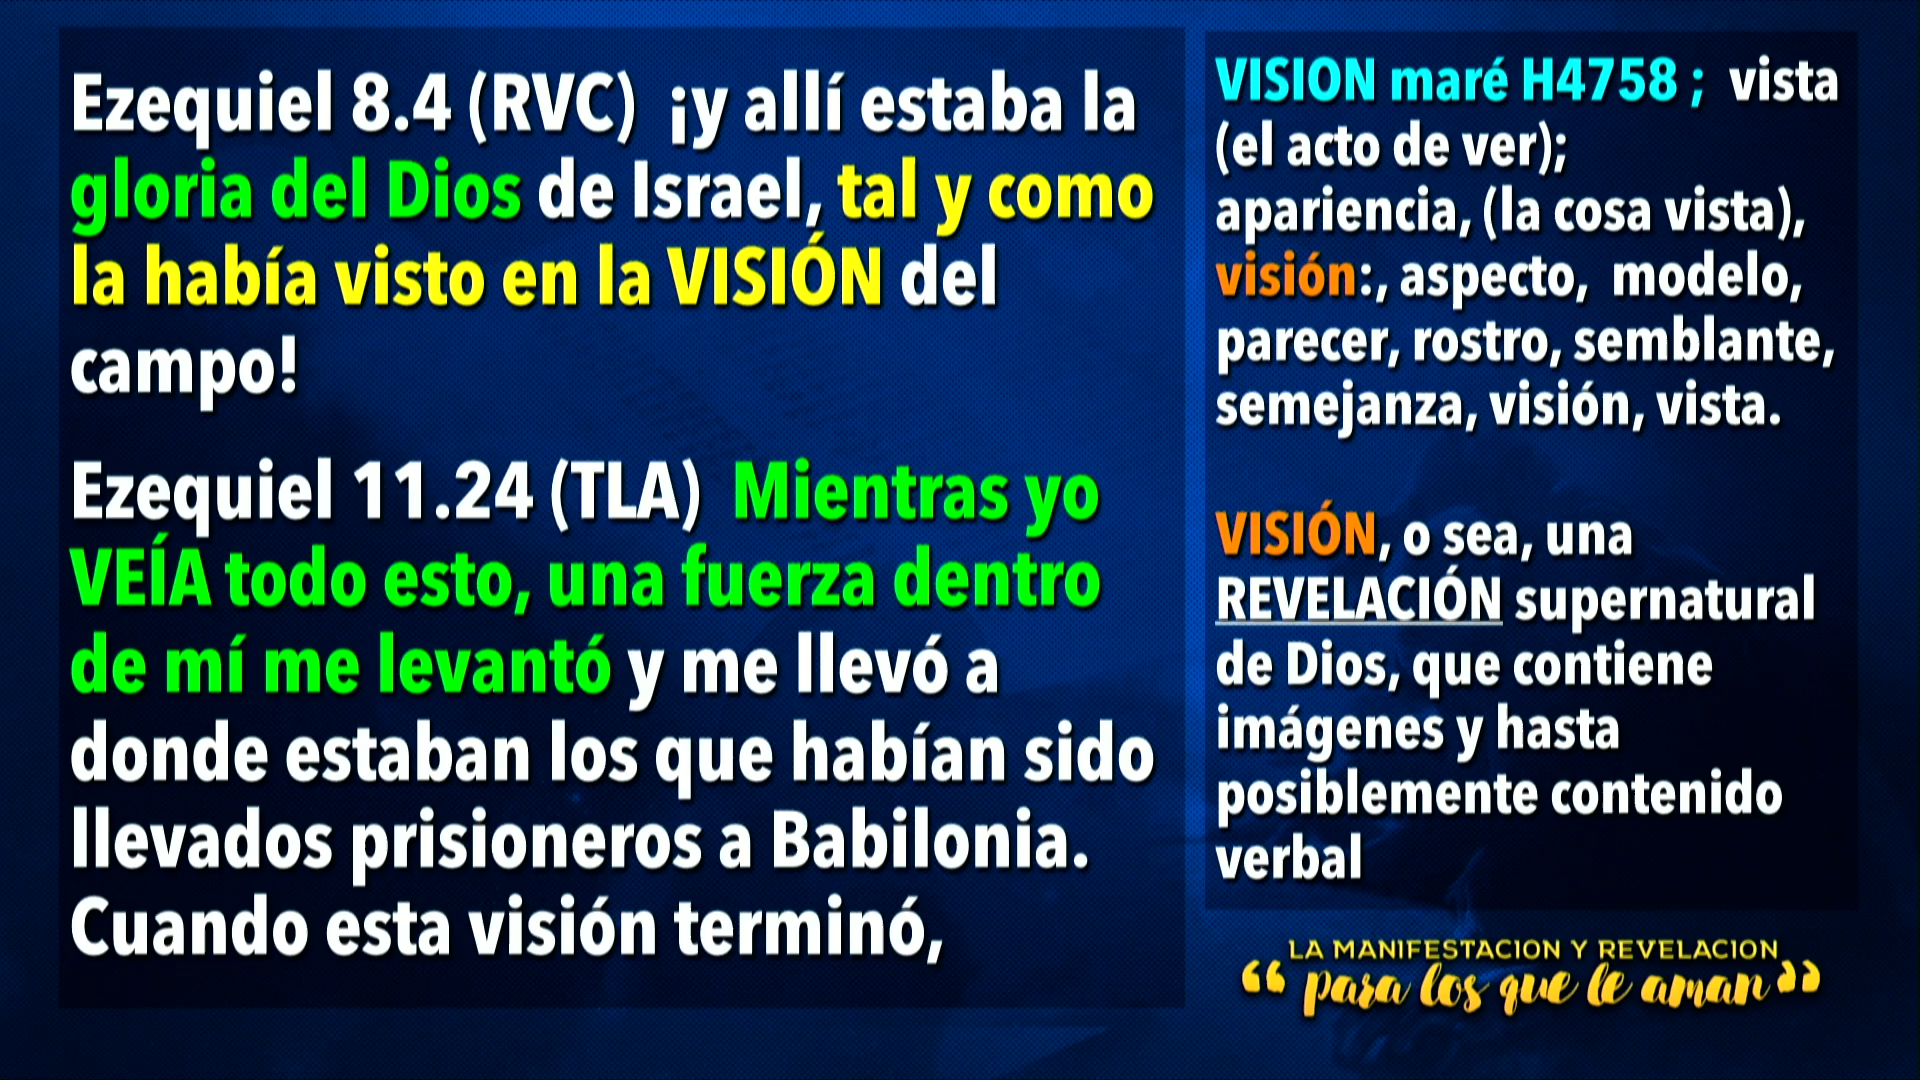 Ezequiel 8.4 (RVC)  ¡y allí estaba la
gloria del Dios de Israel, tal y como
la había visto en la VISIÓN del
campo!
Ezequiel 11.24 (TLA)  Mientras yo
VEÍA todo esto, una fuerza dentro
de mí me levantó y me llevó a
donde estaban los que habían sido
llevados prisioneros a Babilonia.
Cuando esta visión terminó,
VISION maré H4758 ;  vista
(el acto de ver);
apariencia, (la cosa vista),
visión:, aspecto,  modelo,
parecer, rostro, semblante,
semejanza, visión, vista.
VISIÓN, o sea, una
REVELACIÓN supernatural
de Dios, que contiene
imágenes y hasta
posiblemente contenido
verbal
LA MANIFESTACION Y REVELACION
“para los que le aman”